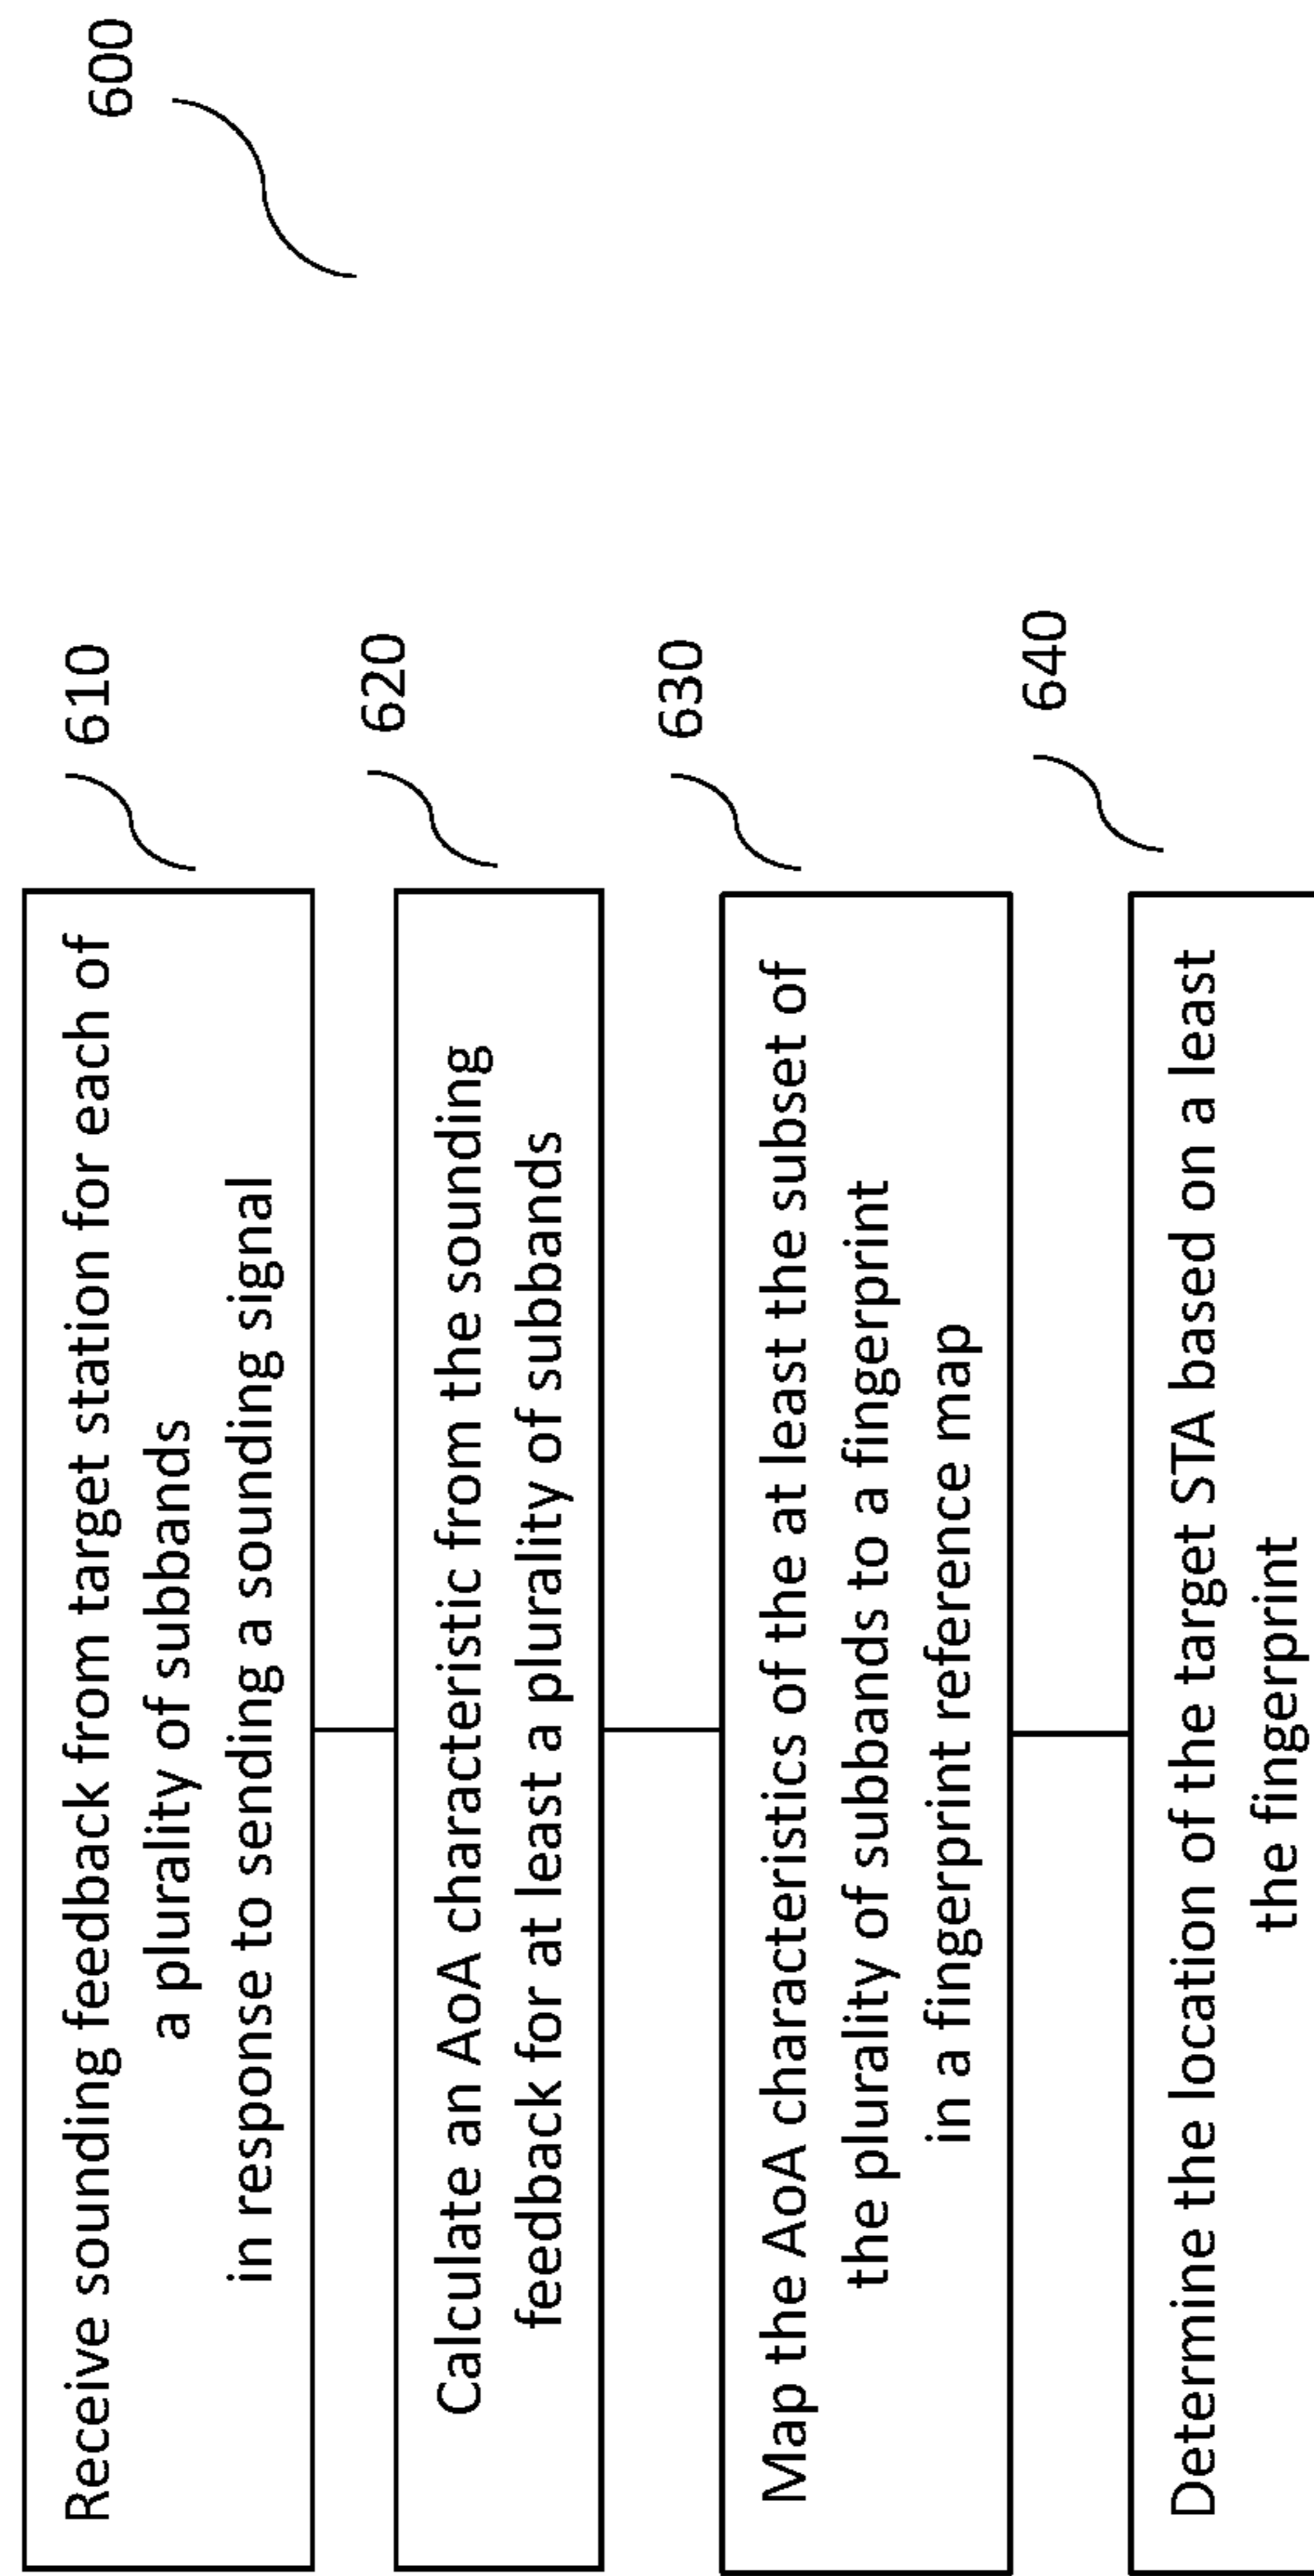 600
Receive sounding feedback from target station for each of
a plurality of subbands
in response to sending a sounding signal
610
Calculate an AoA characteristic from the sounding
feedback for at least a plurality of subbands
620
Map the AoA characteristics of the at least the subset of
the plurality of subbands to a fingerprint
in a fingerprint reference map
630
Determine the location of the target STA based on a least
the fingerprint
640